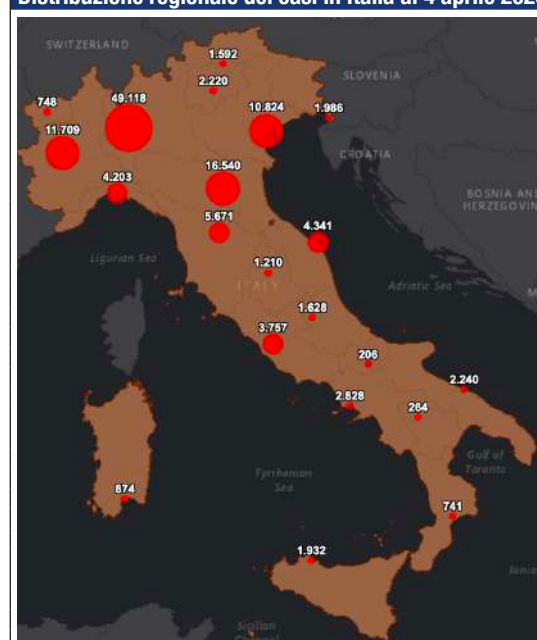 Distribuzione regionale dei casi in Italia al 4 aprile 2020
SWITZERLAND
1.592
SLOVENIA
2.220
748
49.118
10.824
1.986
11.709
CROATIA
4.203
16.540
BOSNIA AND
HERZEGOVIN
5.671
4.341
Ligurian Sea
1.210
ITALY
Adriatic Sea
M
1.628
3.757
206
2.240
2.828
264
Gulf of
Taranto
Tyrrhenian
Sea
874
741
1.932
Ionia
Sicilian
Channel